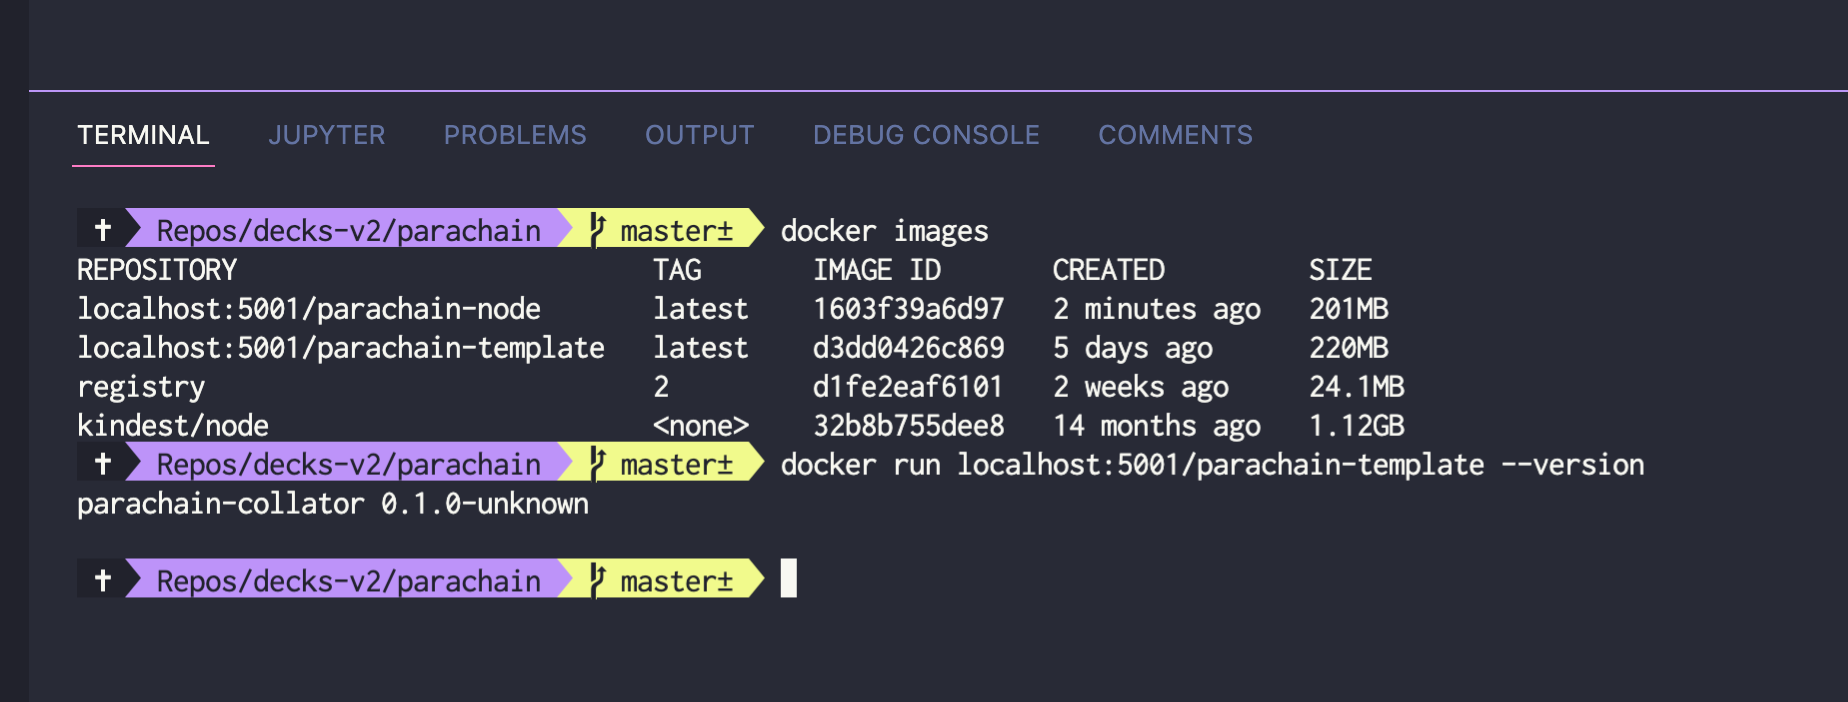 TERMINAL JUPYTER PROBLEMS OUTPUT DEBUG CONSOLE COMMENTS
✝ Repos/decks-v2/parachain master± docker images
REPOSITORY TAG IMAGE ID CREATED SIZE
localhost:5001/parachain-node latest 1603f39a6d97 2 minutes ago 201MB
localhost:5001/parachain-template latest d3dd0426c869 5 days ago 220MB
registry 2 d1fe2eaf6101 2 weeks ago 24.1MB
kindest/node <none> 32b8b755dee8 14 months ago 1.12GB
✝ Repos/decks-v2/parachain master± docker run localhost:5001/parachain-template --version
parachain-collator 0.1.0-unknown
✝ Repos/decks-v2/parachain master±